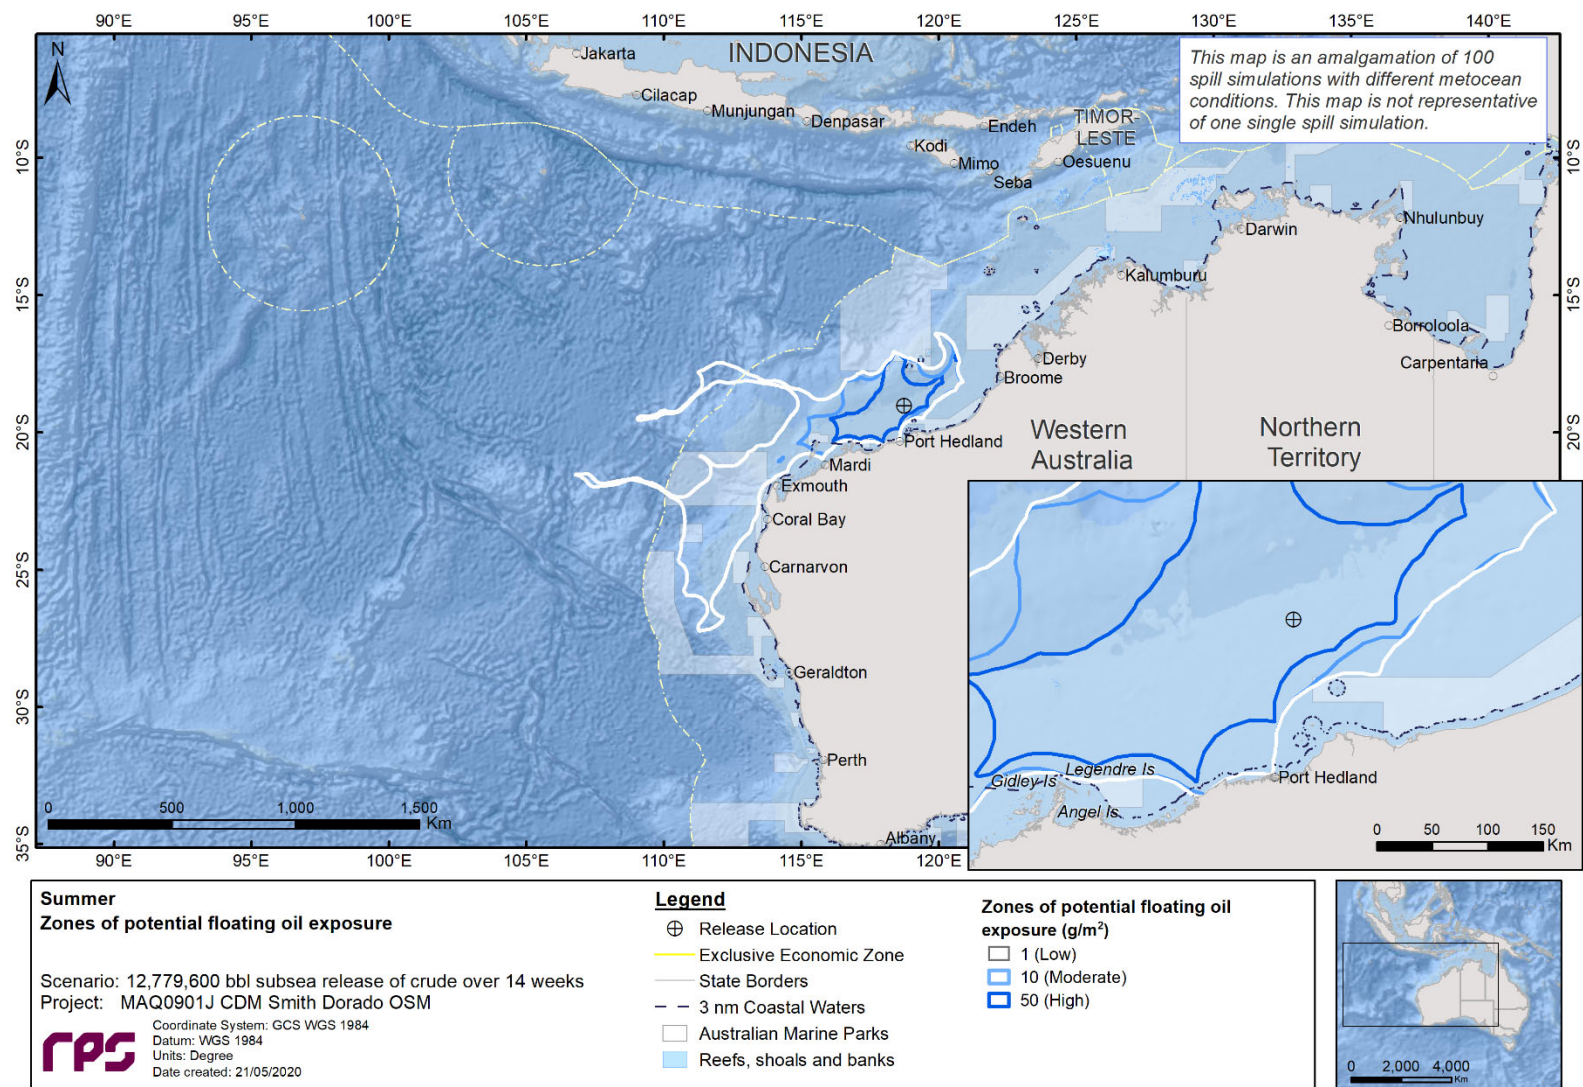 90°E 95°E 100°E 105°E 110°E 115°E 120°E 125°E 130°E 135°E 140°E
N
INDONESIA
This map is an amalgamation of 100
spill simulations with different metocean
conditions. This map is not representative
of one single spill simulation.
Jakarta
Cilacap
Munjungan
Denpasar
Endeh
TIMOR-
LESTE
Kodi
Mimo
Oesuenu
Seba
10°S 10°S
Nhulunbuy
Darwin
Kalumburu
15°S 15°S
Borroloola
Derby
Carpentaria
Broome
20°S 20°S
Port Hedland
Western
Australia
Northern
Territory
Mardi
Exmouth
Coral Bay
Carnarvon
25°S
Geraldton
30°S
Perth
0 500 1,000 1,500
Km
35°S
Albany
90°E 95°E 100°E 105°E 110°E 115°E 120°E
Legendre Is
Gidley Is
Angel Is
Port Hedland
0 50 100 150
Km
Summer
Zones of potential floating oil exposure
Scenario: 12,779,600 bbl subsea release of crude over 14 weeks
Project: MAQ0901J CDM Smith Dorado OSM
rps
Coordinate System: GCS WGS 1984
Datum: WGS 1984
Units: Degree
Date created: 21/05/2020
Legend
Release Location
Exclusive Economic Zone
State Borders
3 nm Coastal Waters
Australian Marine Parks
Reefs, shoals and banks
Zones of potential floating oil
exposure (g/m²)
1 (Low)
10 (Moderate)
50 (High)
0 2,000 4,000
Km